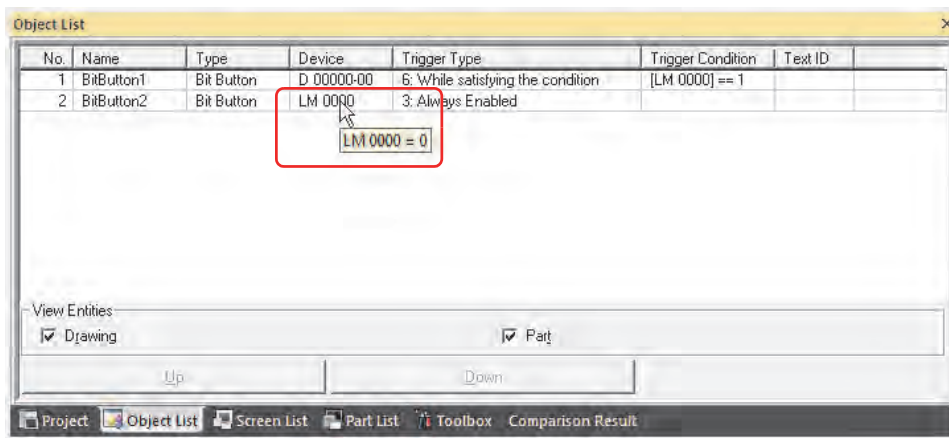 Object List
No. Name Type Device Trigger Type Trigger Condition Text ID
1 BitButton1 Bit Button D 00000-00 6: While satisfying the condition [LM 0000] == 1
2 BitButton2 Bit Button LM 0000 3: Always Enabled
LM 0000 = 0
View Entities
Drawing Part
Up Down
Project Object List Screen List Part List Toolbox Comparison Result